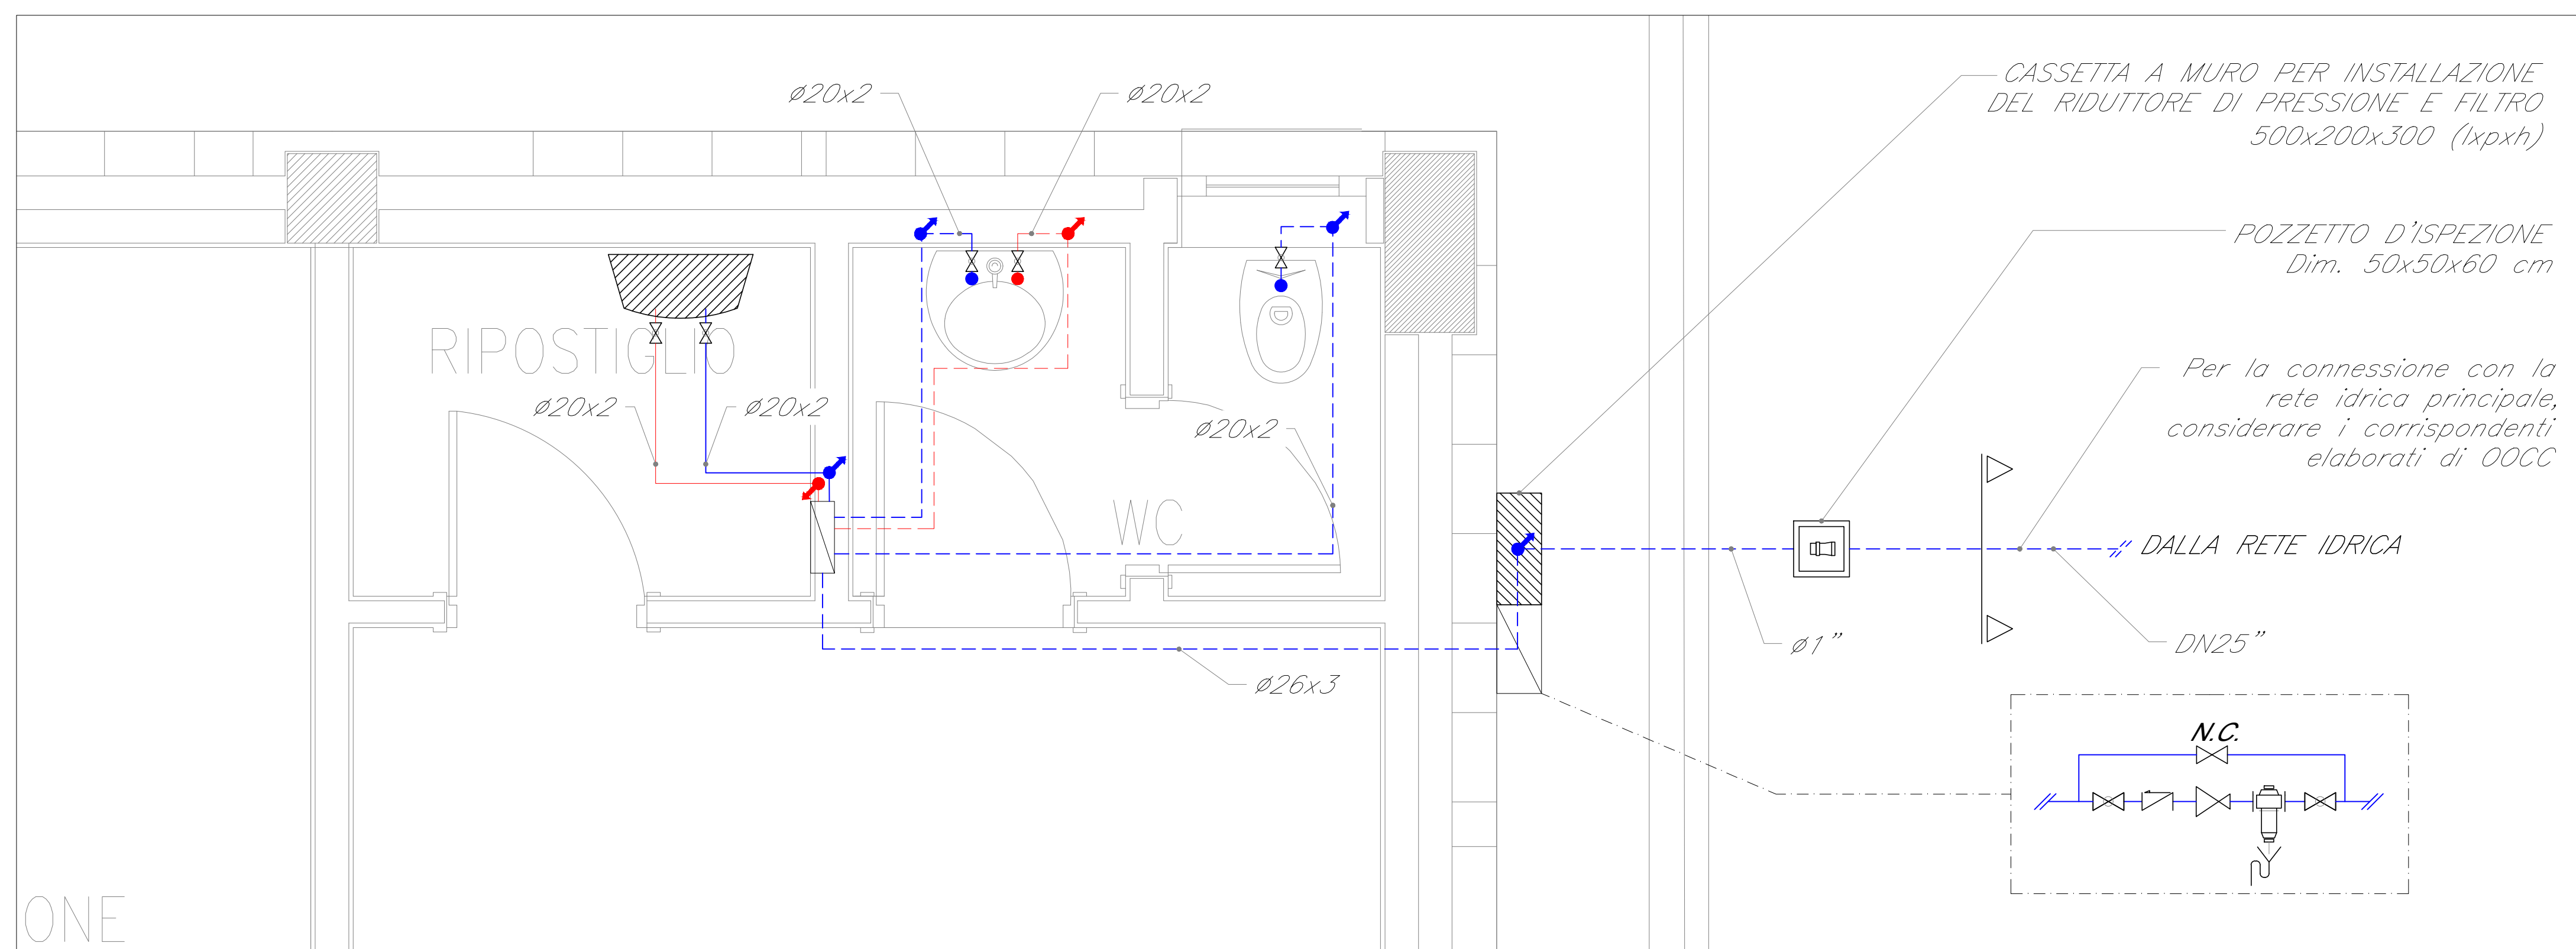 CASSETTA A MURO PER INSTALLAZIONE
DEL RIDUTTORE DI PRESSIONE E FILTRO
500x200x300 (lxpxh)
ø20x2
ø20x2
POZZETTO D'ISPEZIONE
Dim. 50x50x60 cm
RIPOSTIGLIO
Per la connessione con la
rete idrica principale,
considerare i corrispondenti
elaborati di OOCC
ø20x2
ø20x2
ø20x2
WC
DALLA RETE IDRICA
ø1”
DN25”
ø26x3
N.C.
ONE